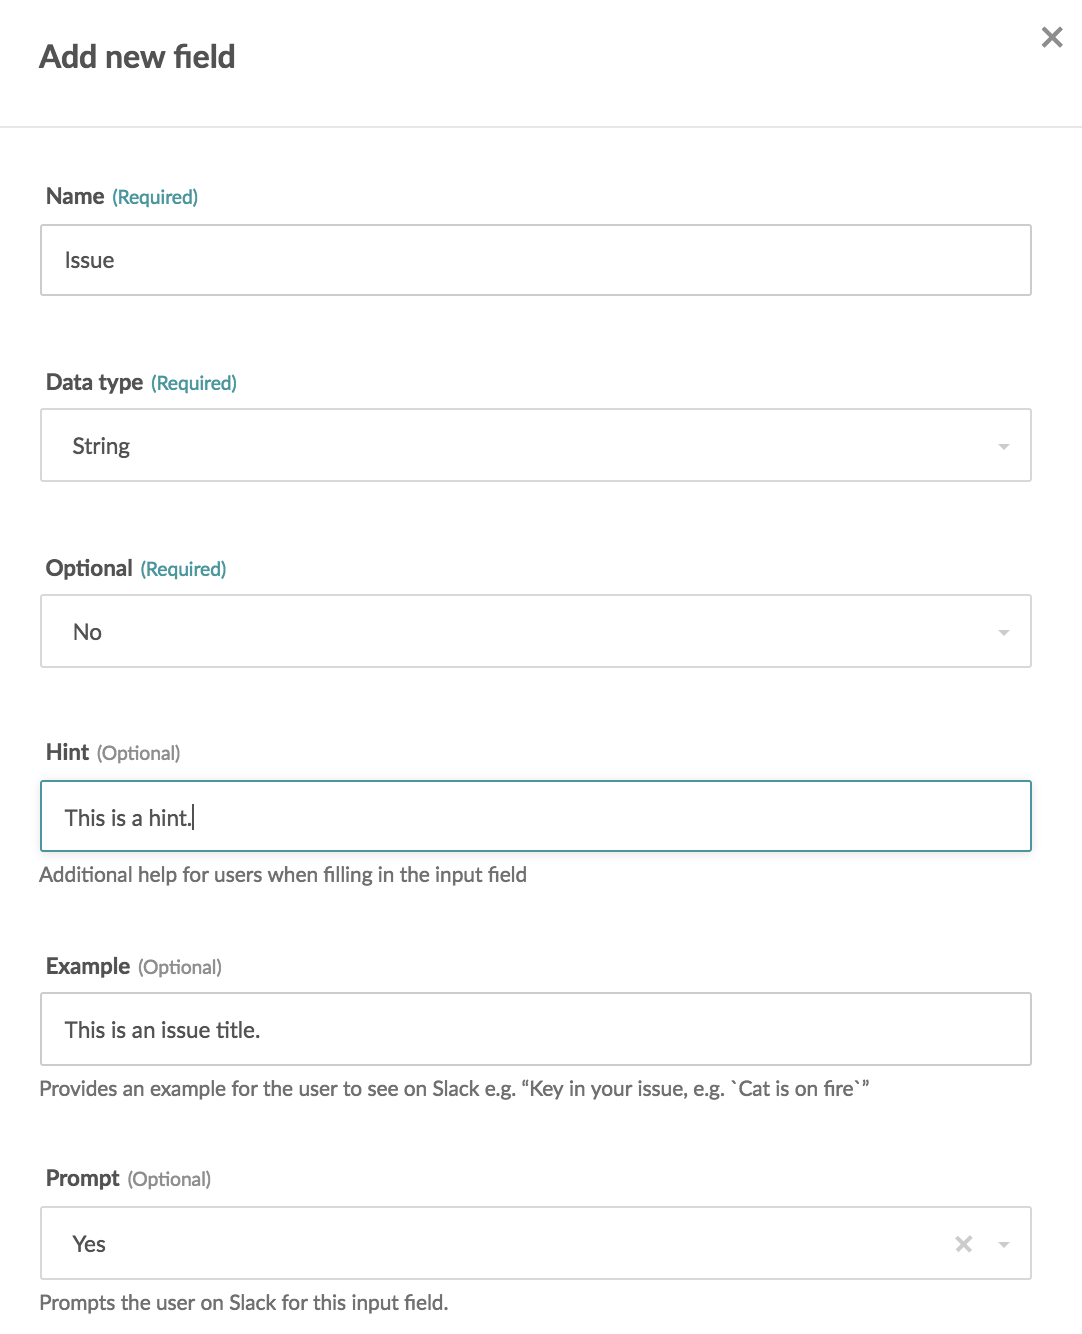 Add new field
Name (Required)
Issue
Data type (Required)
String
Optional (Required)
No
Hint (Optional)
This is a hint.
Additional help for users when filling in the input field
Example (Optional)
This is an issue title.
Provides an example for the user to see on Slack e.g. “Key in your issue, e.g. `Cat is on fire`”
Prompt (Optional)
Yes
Prompts the user on Slack for this input field.